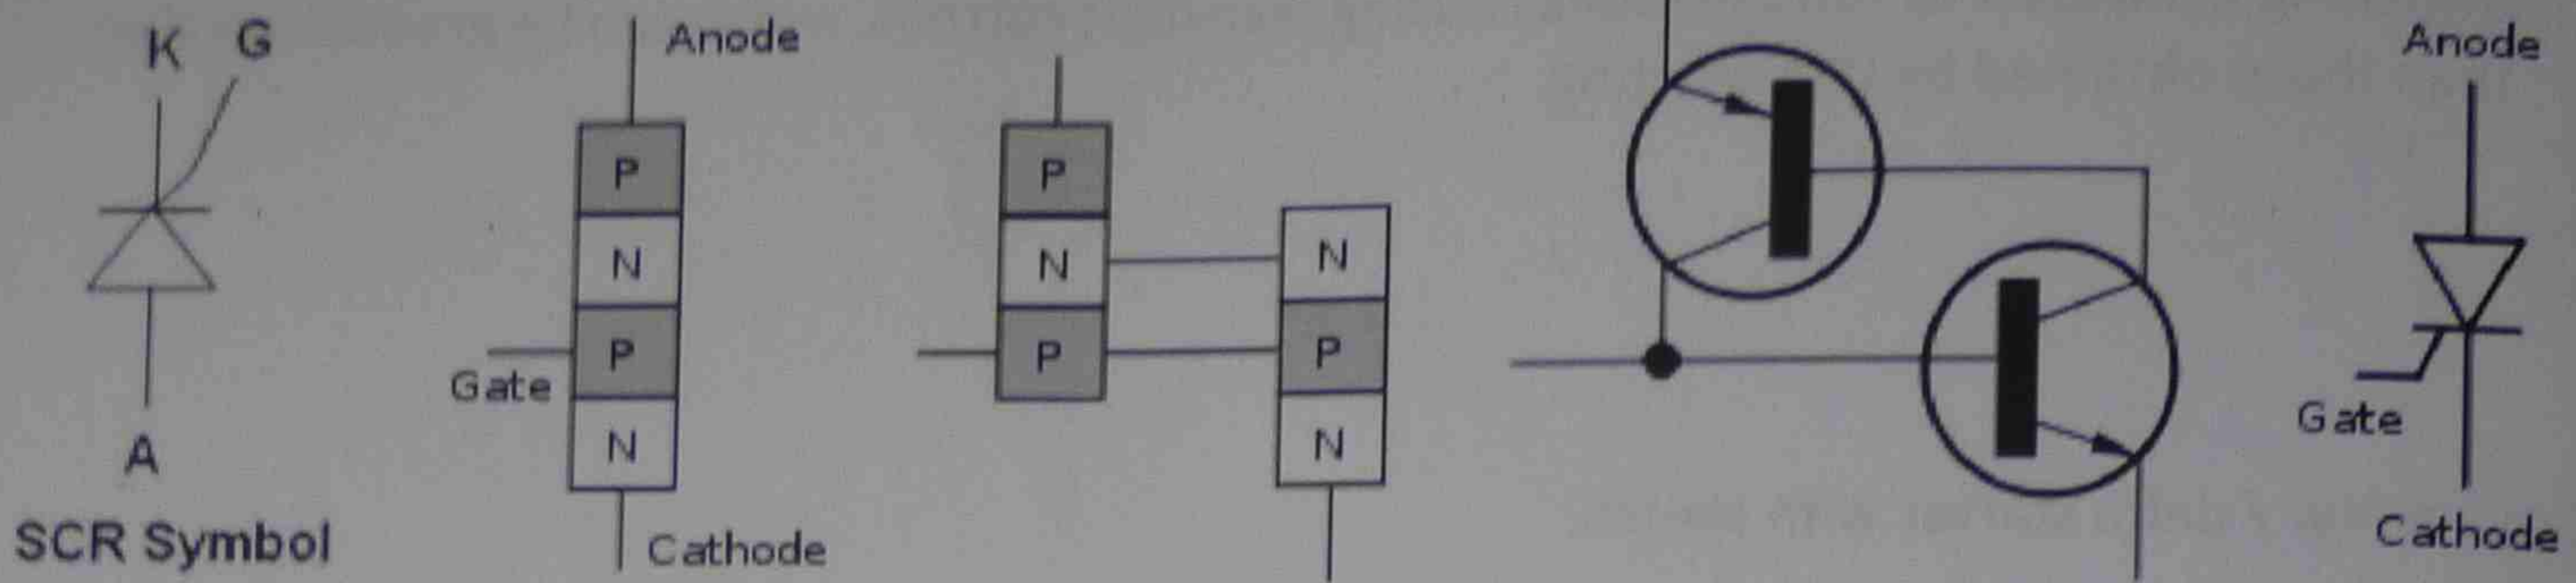 K G
A
SCR Symbol
Anode
P
N
P
N
Gate
Cathode
P
N
P
N
P
N
Anode
Gate
Cathode